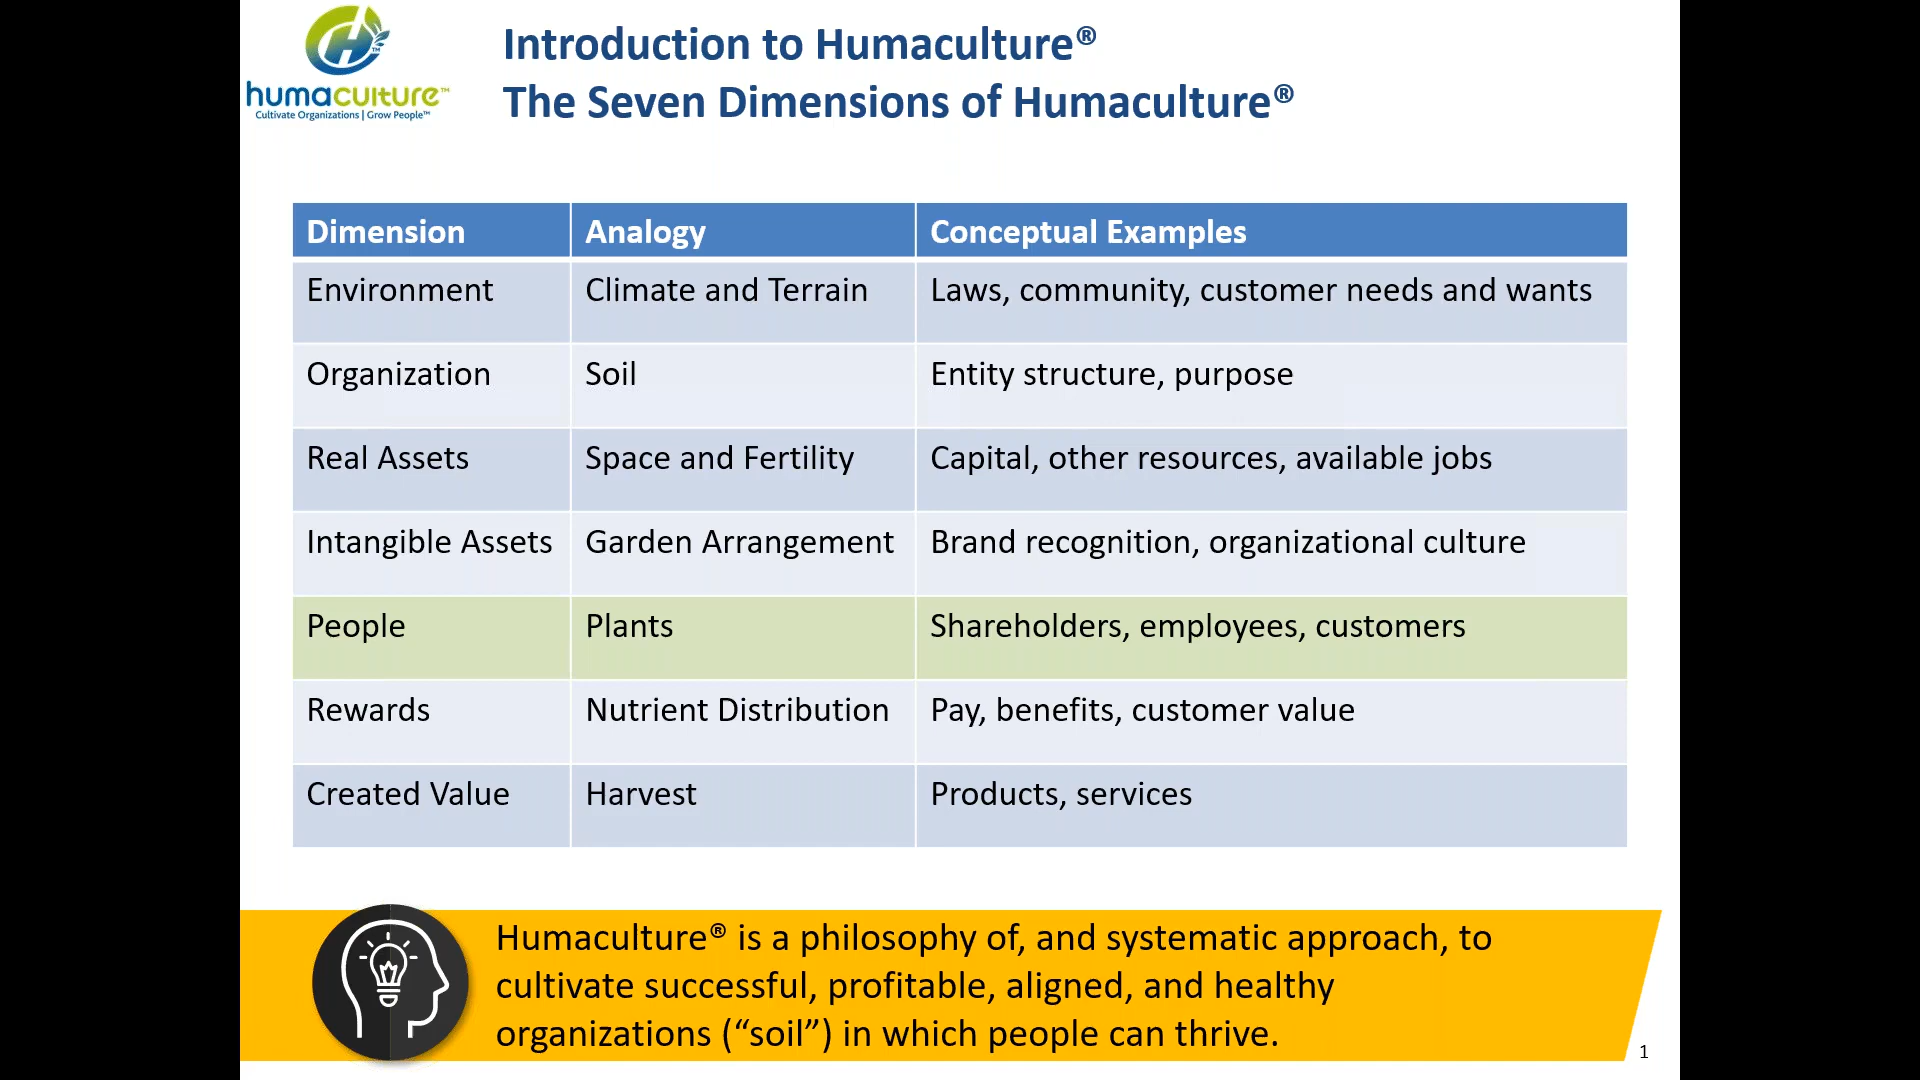 humaculture™
Cultivate Organizations | Grow People™
Introduction to Humaculture®
The Seven Dimensions of Humaculture®
Dimension Analogy Conceptual Examples
Environment Climate and Terrain Laws, community, customer needs and wants
Organization Soil Entity structure, purpose
Real Assets Space and Fertility Capital, other resources, available jobs
Intangible Assets Garden Arrangement Brand recognition, organizational culture
People Plants Shareholders, employees, customers
Rewards Nutrient Distribution Pay, benefits, customer value
Created Value Harvest Products, services
Humaculture® is a philosophy of, and systematic approach, to
cultivate successful, profitable, aligned, and healthy
organizations (“soil”) in which people can thrive.
1